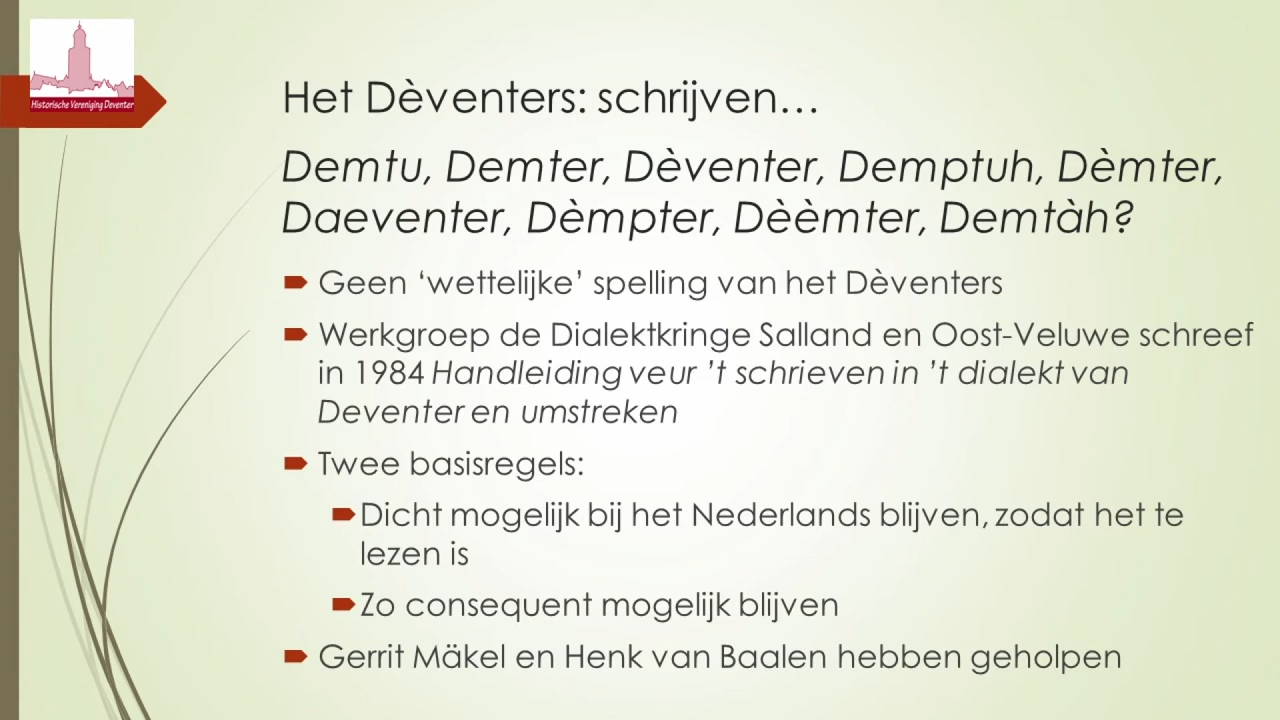 Historische Vereniging Deventer
Het Dèventers: schrijven…
Demtu, Demter, Dèventer, Demptuh, Dèmter,
Daeventer, Dèmpter, Dèèmter, Demtàh?
Geen ‘wettelijke’ spelling van het Dèventers
Werkgroep de Dialektkringe Salland en Oost-Veluwe schreef
in 1984 Handleiding veur ’t schrieven in ’t dialekt van
Deventer en umstreken
Twee basisregels:
Dicht mogelijk bij het Nederlands blijven, zodat het te
lezen is
Zo consequent mogelijk blijven
Gerrit Mäkel en Henk van Baalen hebben geholpen